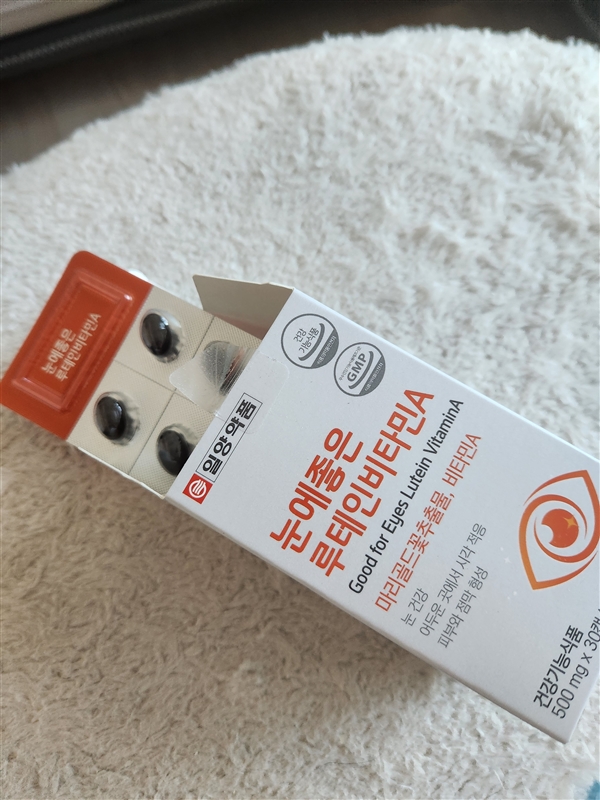 눈에좋은
루테인비타민A
건강
기능식품
GMP
일양약품
눈에좋은
루테인비타민A
Good for Eyes Lutein VitaminA
마리골드꽃추출물, 비타민A
눈 건강
어두운 곳에서 시각 적응
피부와 점막 형성
건강기능식품
500 mg x 30캡